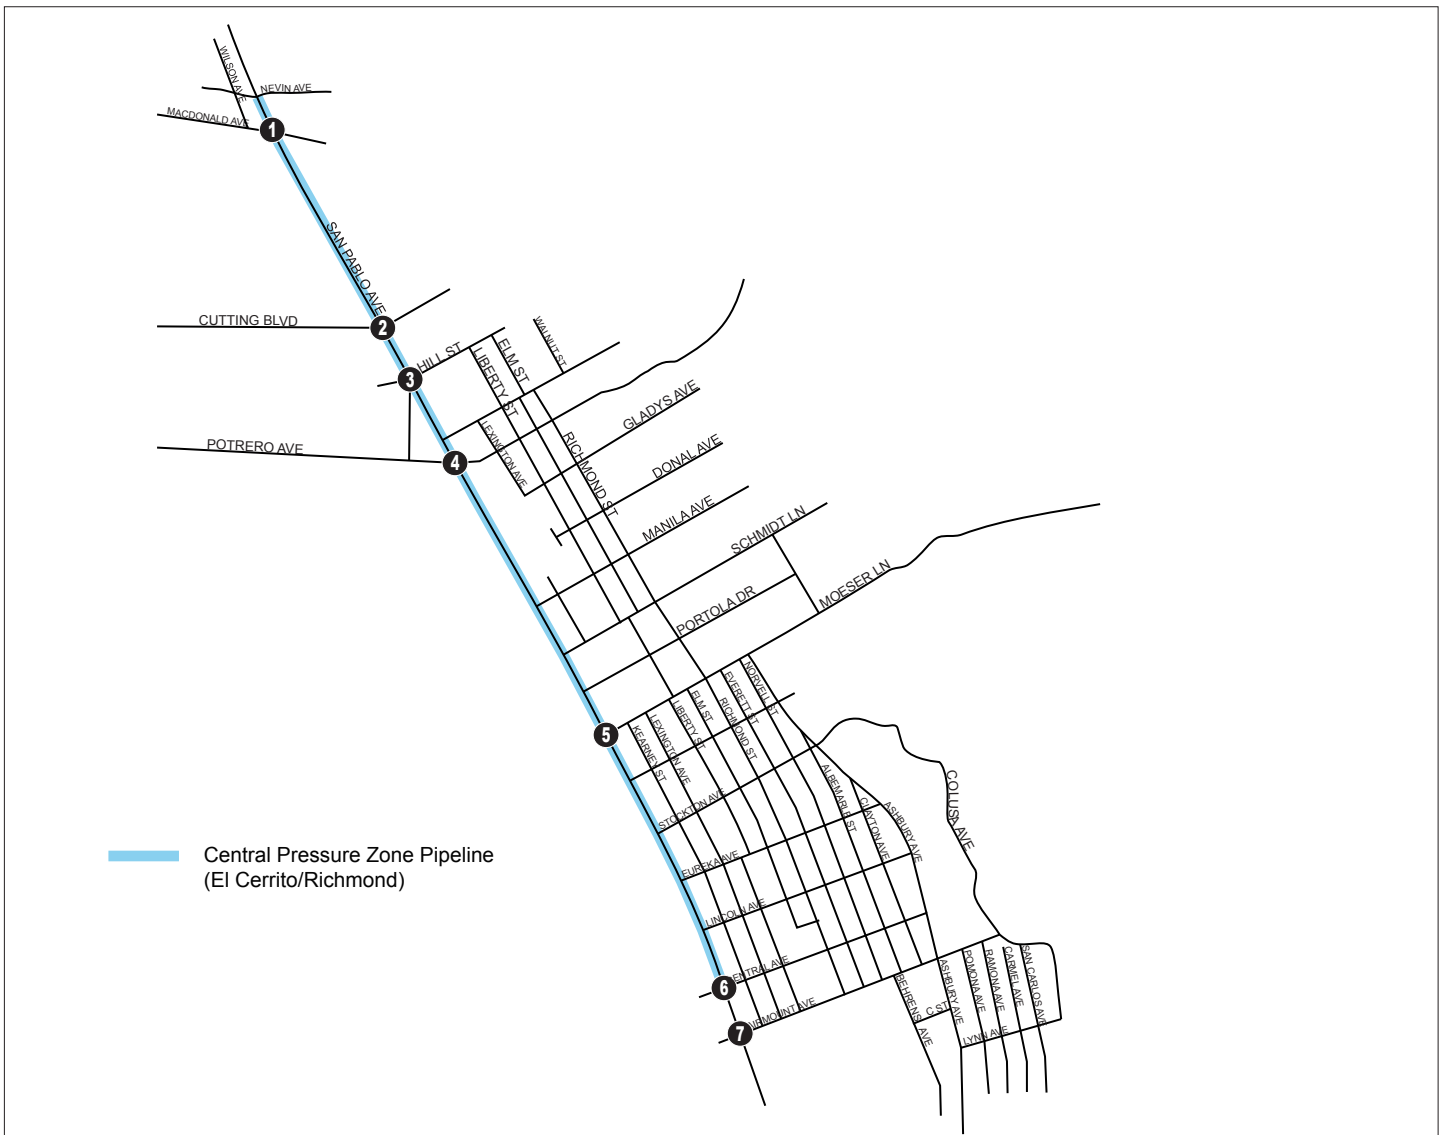 WILSON AVE
NEVIN AVE
MACDONALD AVE
1
SAN PABLO AVE
CUTTING BLVD
2
WALNUT ST
HILL ST
ELM ST
LIBERTY ST
3
GLADYS AVE
LEXINGTON AVE
RICHMOND ST
POTRERO AVE
DONAL AVE
4
MANILA AVE
SCHMIDT LN
MOESER LN
PORTOLA DR
NORVELL ST
EVERETT ST
ELM ST
RICHMOND ST
LIBERTY ST
LEXINGTON AVE
KEARNEY ST
5
STOCKTON AVE
ALBEMARLE ST
CLAYTON AVE
ASHBURY AVE
COLUSA AVE
Central Pressure Zone Pipeline
(El Cerrito/Richmond)
EUREKA AVE
LINCOLN AVE
CENTRAL AVE
6
FAIRMOUNT AVE
7
BEHRENS AVE
C ST
ASHBURY AVE
POMONA AVE
RAMONA AVE
CARMEL AVE
SAN CARLOS AVE
LYNN AVE